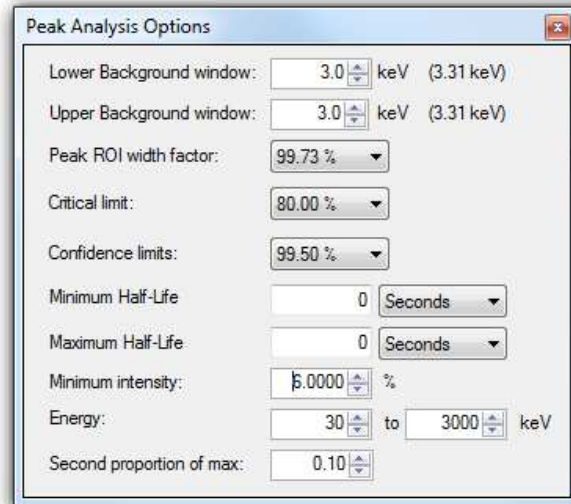 Peak Analysis Options
Lower Background window: 3.0 keV (3.31 keV)
Upper Background window: 3.0 keV (3.31 keV)
Peak ROI width factor: 99.73 %
Critical limit: 80.00 %
Confidence limits: 99.50 %
Minimum Half-Life 0 Seconds
Maximum Half-Life 0 Seconds
Minimum intensity: 6.0000 %
Energy: 30 to 3000 keV
Second proportion of max: 0.10